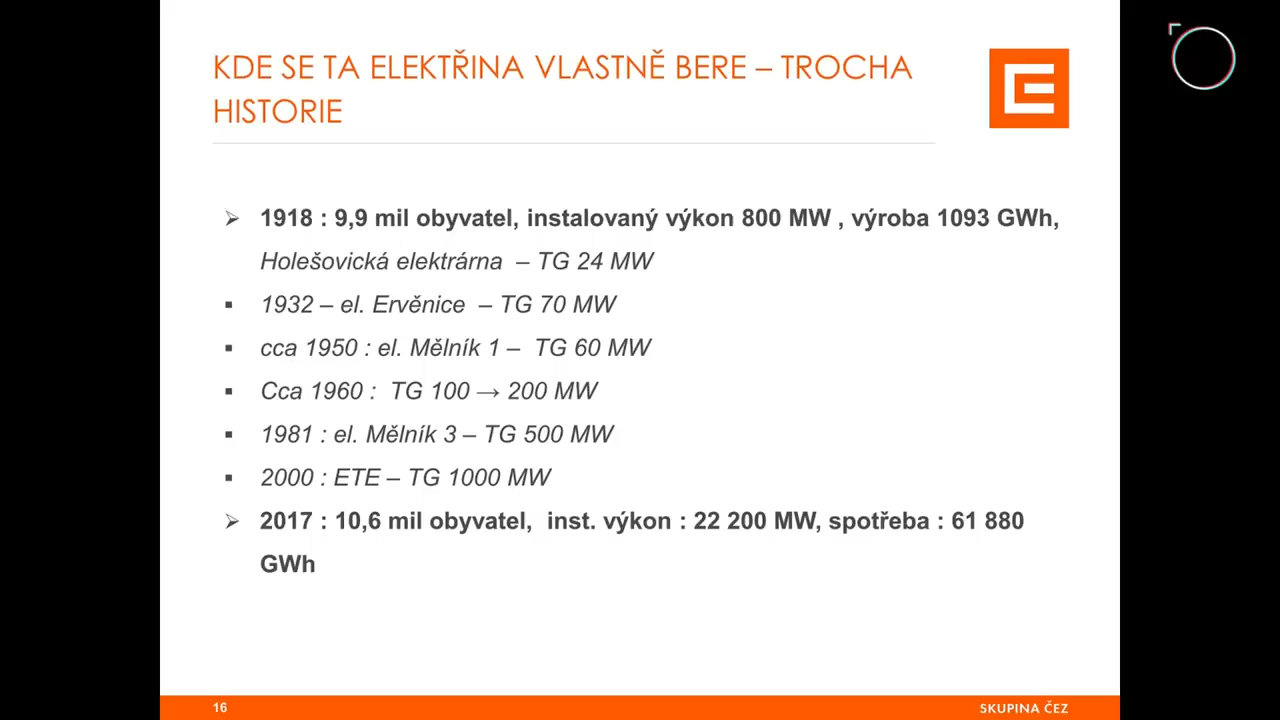 KDE SE TA ELEKTŘINA VLASTNĚ BERE – TROCHA
HISTORIE
1918 : 9,9 mil obyvatel, instalovaný výkon 800 MW , výroba 1093 GWh,
Holešovická elektrárna – TG 24 MW
1932 – el. Ervěnice – TG 70 MW
cca 1950 : el. Mělník 1 – TG 60 MW
Cca 1960 : TG 100 → 200 MW
1981 : el. Mělník 3 – TG 500 MW
2000 : ETE – TG 1000 MW
2017 : 10,6 mil obyvatel, inst. výkon : 22 200 MW, spotřeba : 61 880
GWh
16
SKUPINA ČEZ